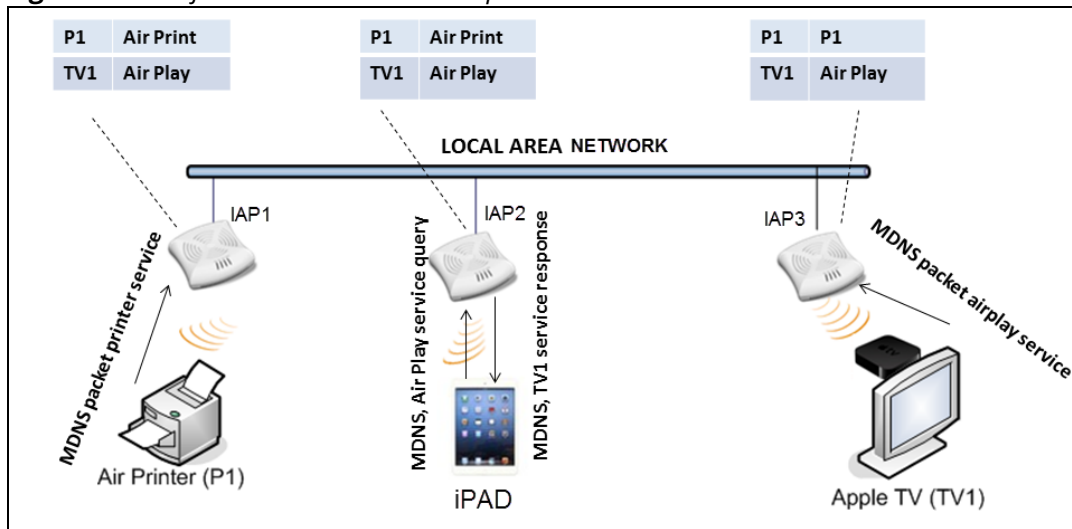 P1 Air Print
TV1 Air Play
P1 Air Print
TV1 Air Play
P1 P1
TV1 Air Play
LOCAL AREA NETWORK
IAP1
IAP2
IAP3
MDNS packet printer service
MDNS, Air Play service query
MDNS, TV1 service response
MDNS packet airplay service
tv
Air Printer (P1)
iPAD
Apple TV (TV1)